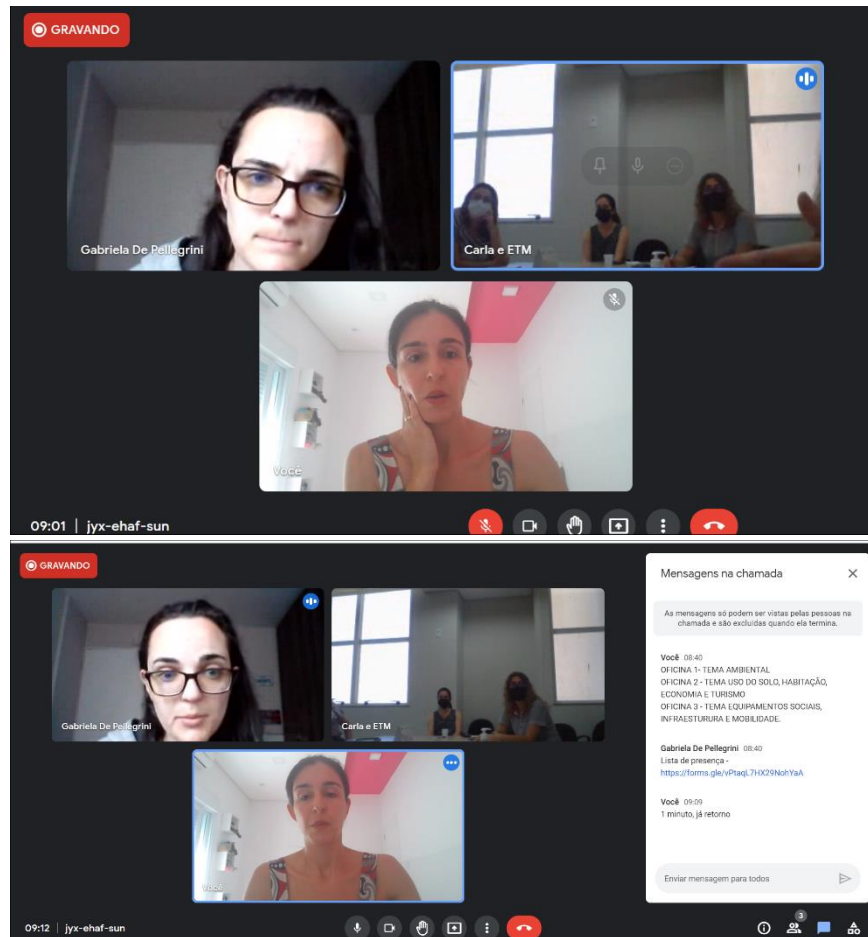 GRAVANDO
Gabriela De Pellegrini
Carla e ETM
Você
09:01 | jyx-ehaf-sun
GRAVANDO
Gabriela De Pellegrini
Carla e ETM
Você
09:12 | jyx-ehaf-sun
3
Mensagens na chamada
As mensagens só podem ser vistas pelas pessoas na
chamada e são excluídas quando ela termina.
Você 08:40
OFICINA 1- TEMA AMBIENTAL
OFICINA 2 - TEMA USO DO SOLO, HABITAÇÃO,
ECONOMIA E TURISMO
OFICINA 3 - TEMA EQUIPAMENTOS SOCIAIS,
INFRAESTURURA E MOBILIDADE.
Gabriela De Pellegrini 08:40
Lista de presença -
https://forms.gle/vPtaqL7HX29NohYaA
Você 09:09
1 minuto, já retorno
Enviar mensagem para todos